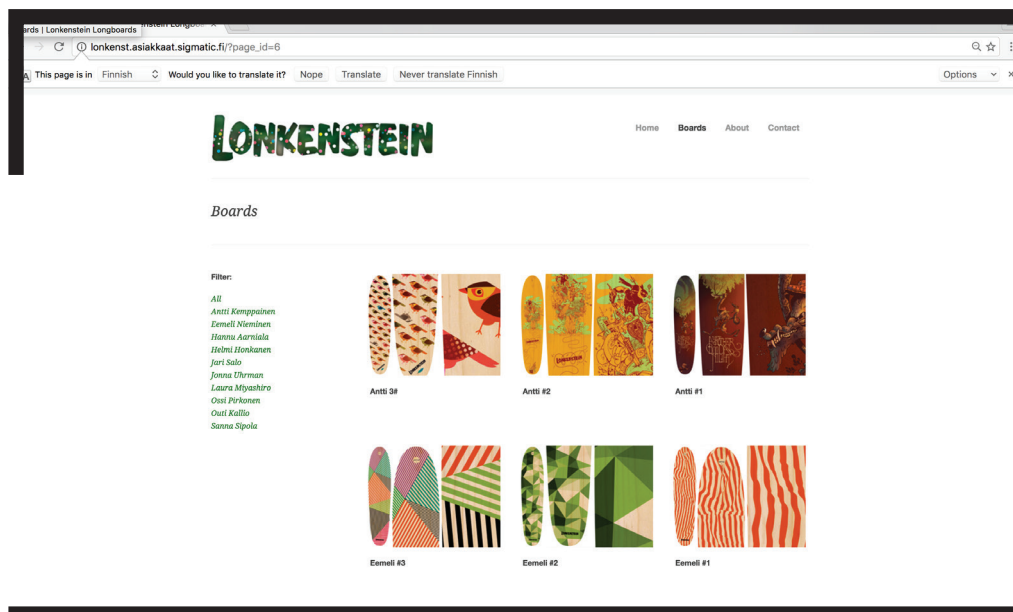 ards | Lonkenstein Longboards
lonkenst.asiakkaat.sigmatic.fi/?page_id=6
This page is in Finnish Would you like to translate it? Nope Translate Never translate Finnish Options
LONKENSTEIN
Home Boards About Contact
Boards
Filter:
All
Antti Kemppainen
Eemeli Nieminen
Hannu Aarniala
Helmi Honkanen
Jari Salo
Jonna Uhrman
Laura Miyashiro
Ossi Pirkonen
Outi Kallio
Sanna Sipola
LONKENSTEIN
Antti 3# Antti #2 Antti #1
Eemeli #3 Eemeli #2 Eemeli #1